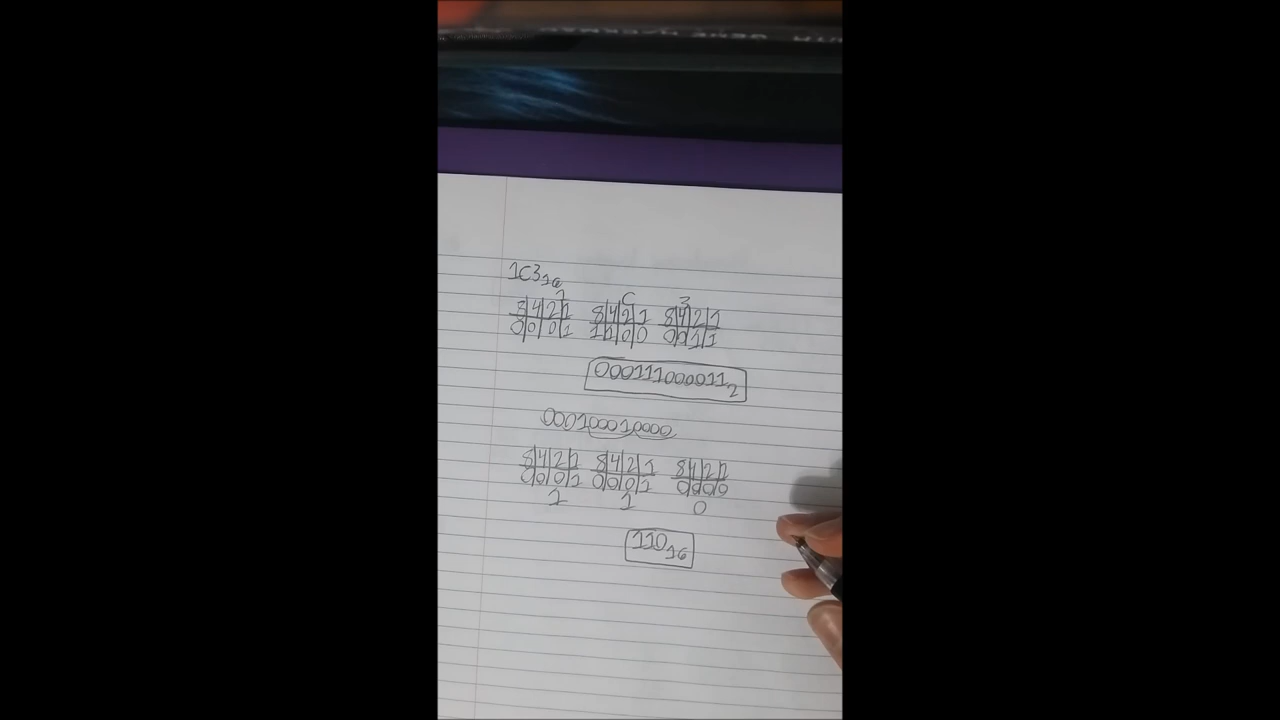 1C3₁₆
1 C 3
8 4 2 1 8 4 2 1 8 4 2 1
0 0 0 1 1 1 0 0 0 0 1 1
000111000011₂
000100010000
8 4 2 1 8 4 2 1 8 4 2 1
0 0 0 1 0 0 0 1 0 0 0 0
1 1 0
110₁₆